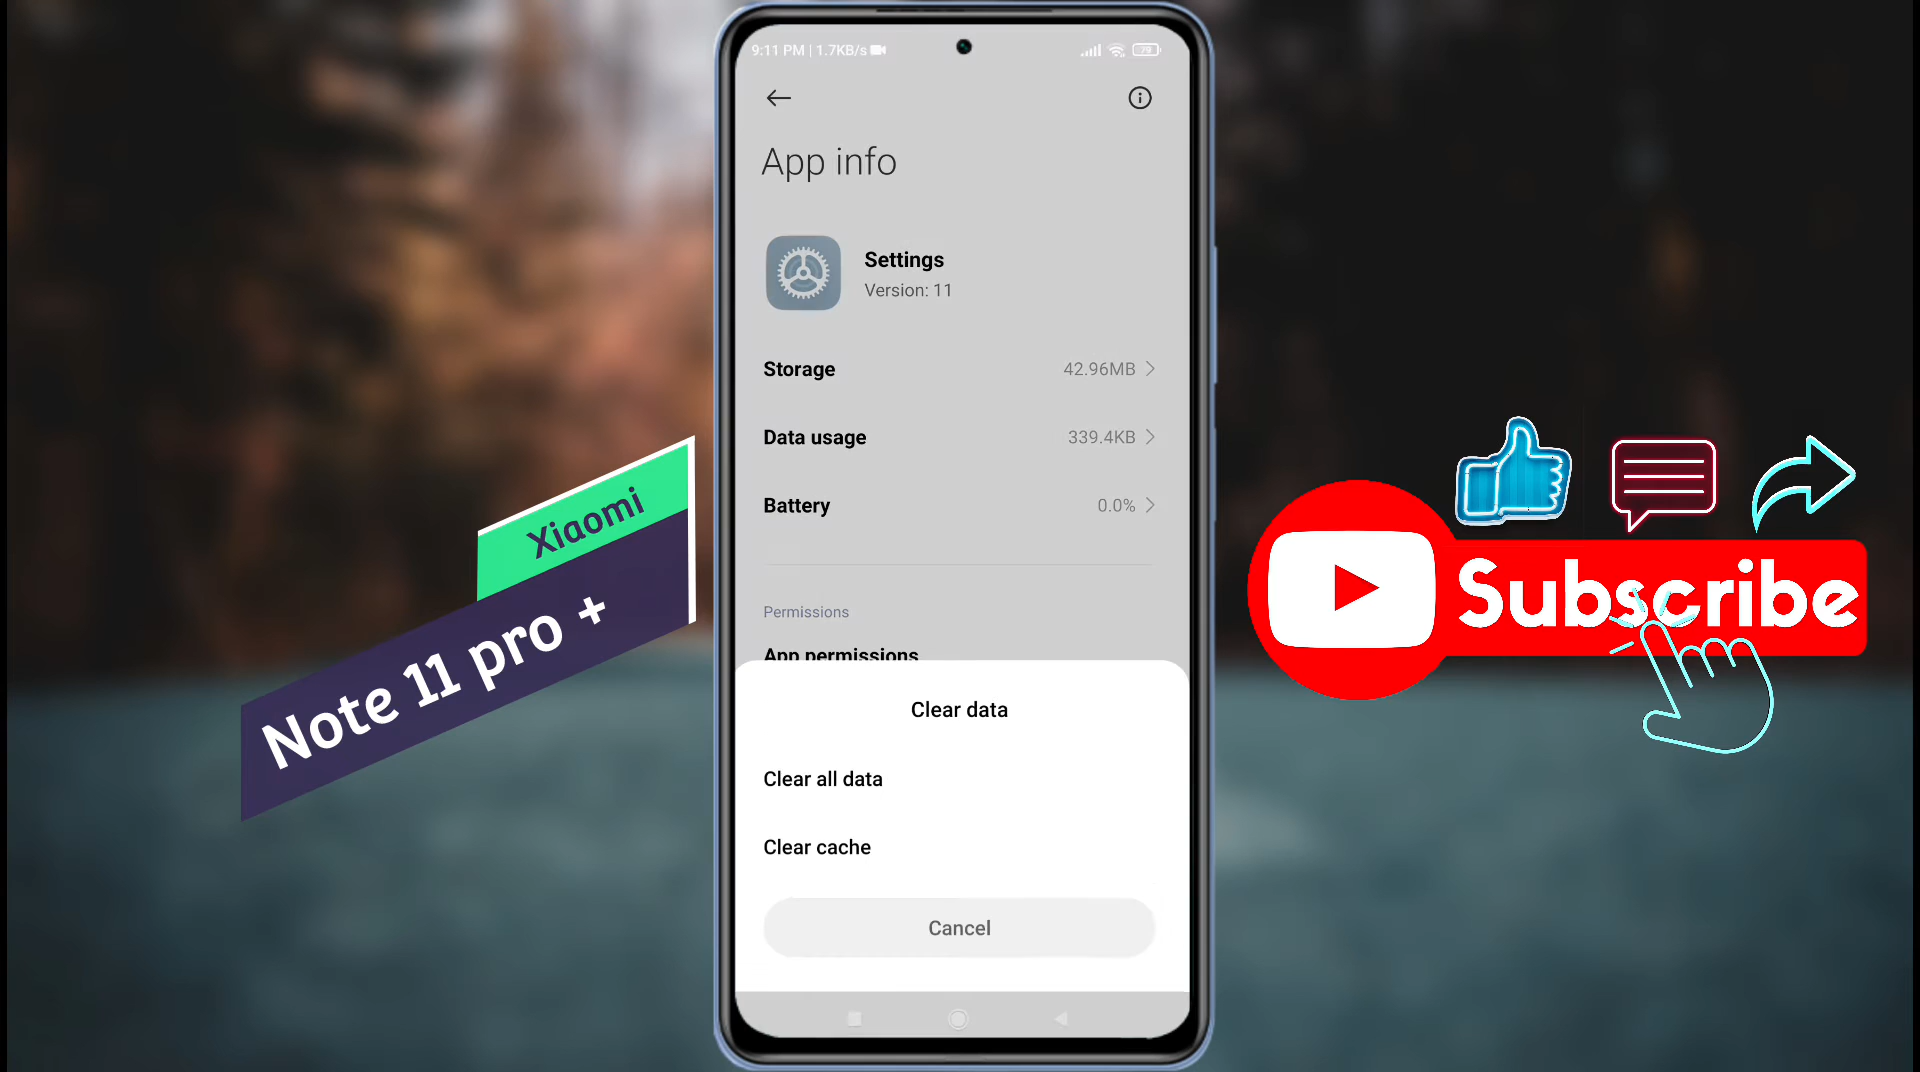 9:11 PM | 1.7KB/s
79
App info
Settings
Version: 11
Storage 42.96MB
Data usage 339.4KB
Battery 0.0%
Permissions
App permissions
Clear data
Clear all data
Clear cache
Cancel
Xiaomi
Note 11 pro +
Subscribe